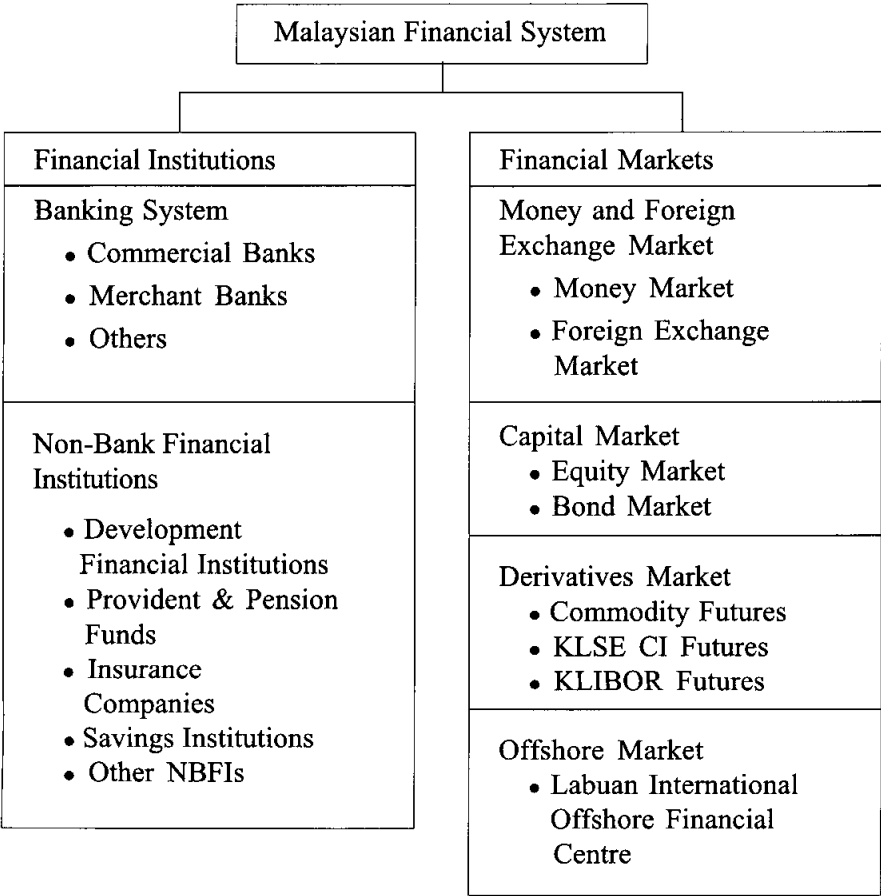 Malaysian Financial System
Financial Institutions
Banking System
• Commercial Banks
• Merchant Banks
• Others
Non-Bank Financial
Institutions
• Development
Financial Institutions
• Provident & Pension
Funds
• Insurance
Companies
• Savings Institutions
• Other NBFIs
Financial Markets
Money and Foreign
Exchange Market
• Money Market
• Foreign Exchange
Market
Capital Market
• Equity Market
• Bond Market
Derivatives Market
• Commodity Futures
• KLSE CI Futures
• KLIBOR Futures
Offshore Market
• Labuan International
Offshore Financial
Centre